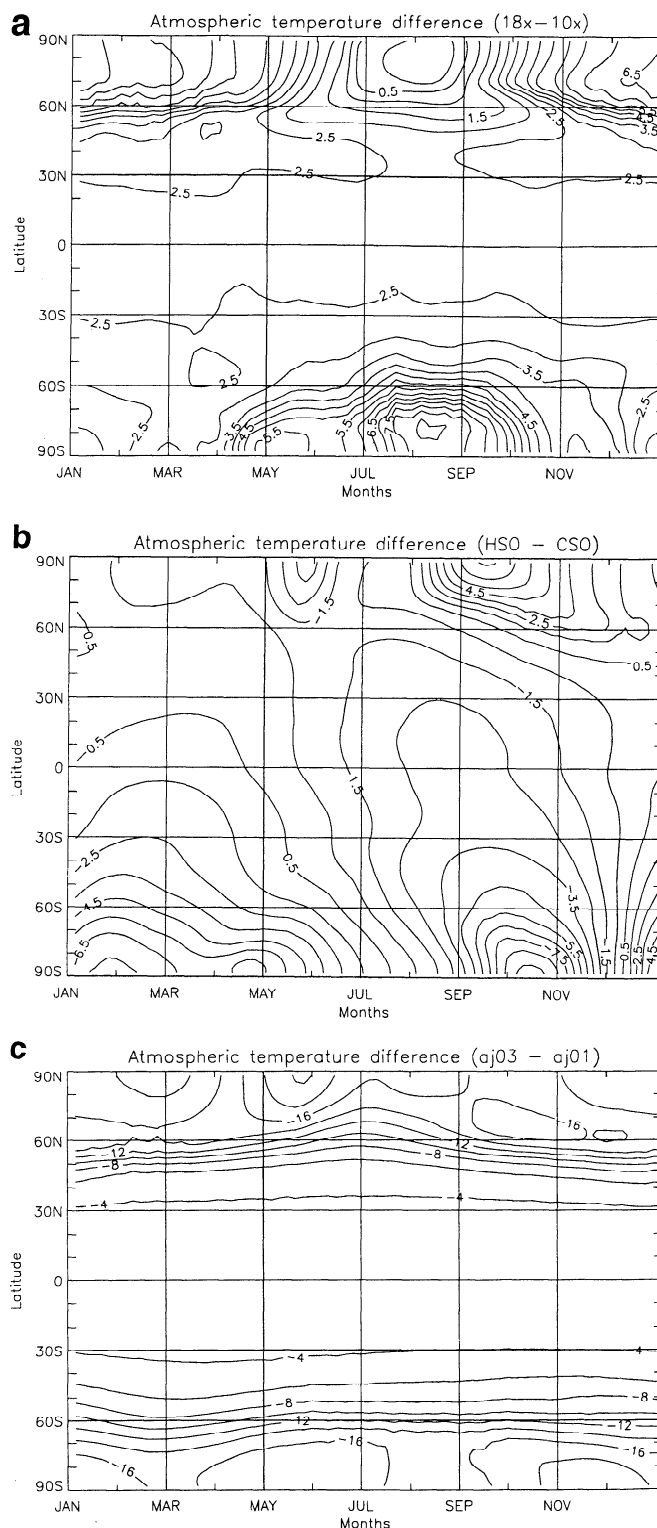 a
Atmospheric temperature difference (18x−10x)
90N
60N
30N
0
30S
60S
90S
Latitude
6.5
0.5
1.5
2.5
2.5
4.5
3.5
2.5
2.5
2.5
2.5
2.5
2.5
2.5
3.5
2.5
2.5
3.5
4.5
5.5
5.5
6.5
7.5
4.5
JAN MAR MAY JUL SEP NOV
Months
b
Atmospheric temperature difference (HSO − CSO)
90N
60N
30N
0
30S
60S
90S
Latitude
−1.5
4.5
2.5
0.5
0.5
−1.5
−0.5
−1.5
−2.5
0.5
−4.5
−3.5
−6.5
−5.5
−7.5
−1.5
0.5
2.5
4.5
JAN MAR MAY JUL SEP NOV
Months
c
Atmospheric temperature difference (aj03 − aj01)
90N
60N
30N
0
30S
60S
90S
Latitude
−16
−16
−12
−12
−8
−8
−4
−4
−4
4
−8
−8
−12
−12
−16
−16
−16
JAN MAR MAY JUL SEP NOV
Months